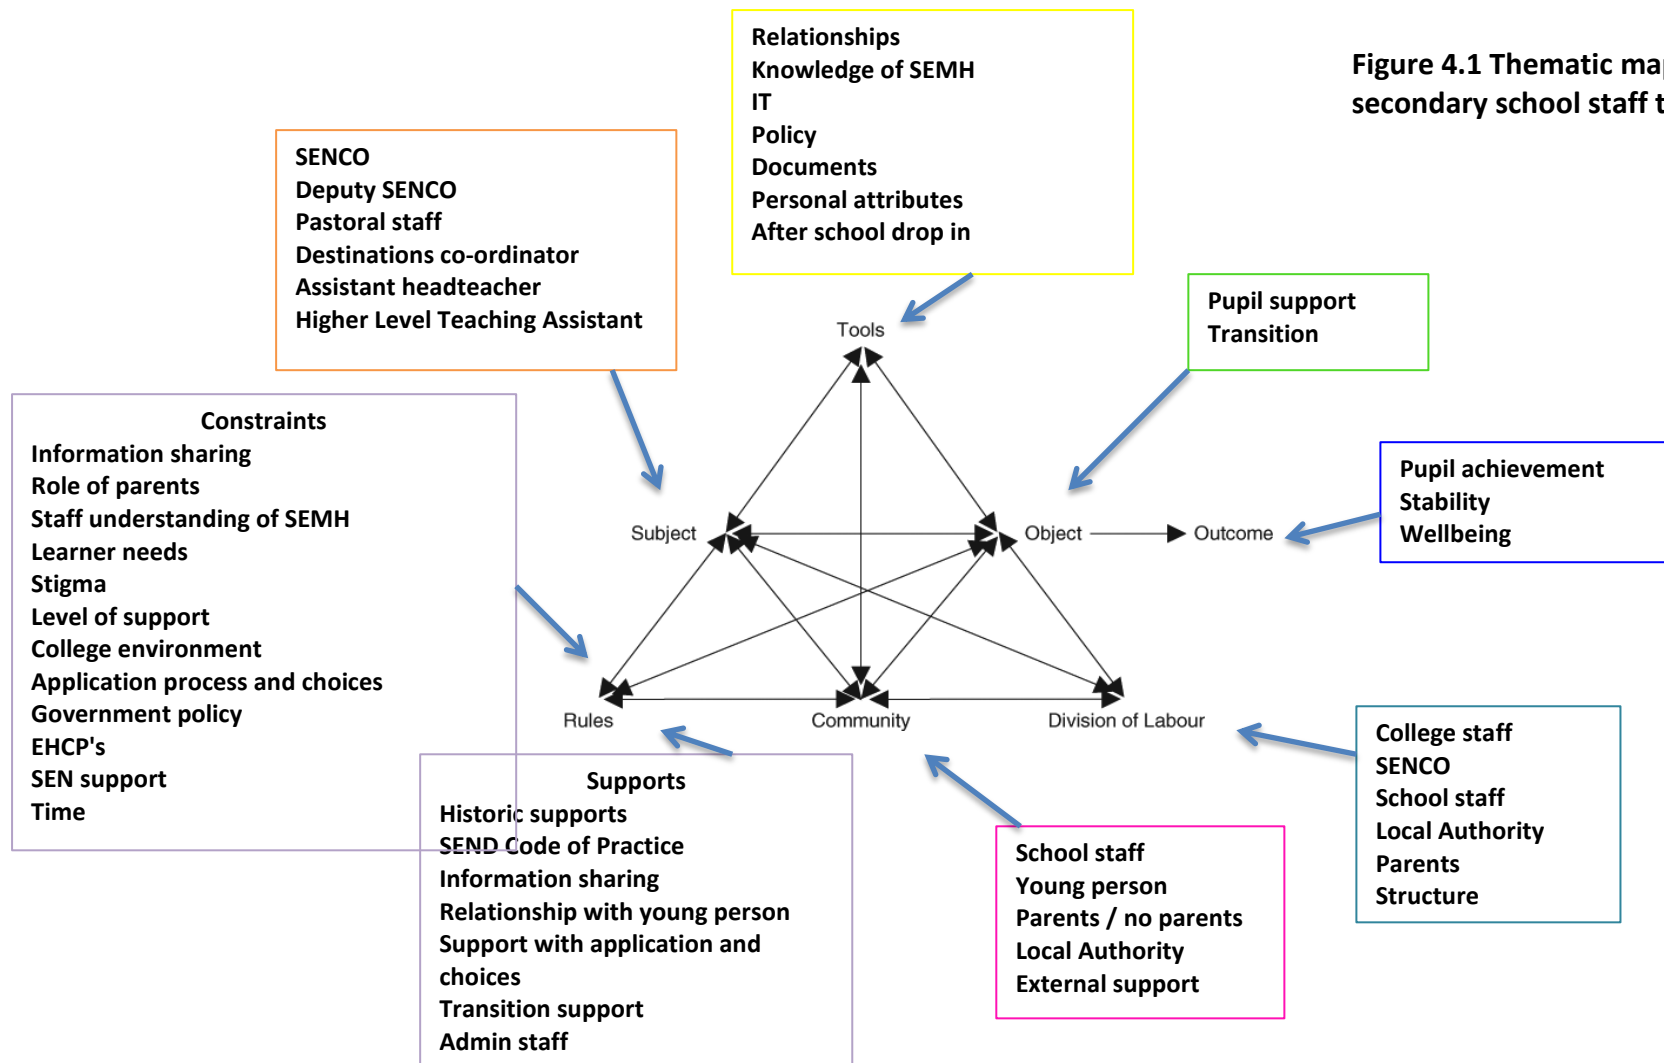 Relationships
Knowledge of SEMH
IT
Policy
Documents
Personal attributes
After school drop in
Figure 4.1 Thematic map
secondary school staff t
SENCO
Deputy SENCO
Pastoral staff
Destinations co-ordinator
Assistant headteacher
Higher Level Teaching Assistant
Pupil support
Transition
Tools
Constraints
Information sharing
Role of parents
Staff understanding of SEMH
Learner needs
Stigma
Level of support
College environment
Application process and choices
Government policy
EHCP's
SEN support
Time
Subject
Object
Outcome
Pupil achievement
Stability
Wellbeing
Rules
Community
Division of Labour
Supports
Historic supports
SEND Code of Practice
Information sharing
Relationship with young person
Support with application and
choices
Transition support
Admin staff
School staff
Young person
Parents / no parents
Local Authority
External support
College staff
SENCO
School staff
Local Authority
Parents
Structure